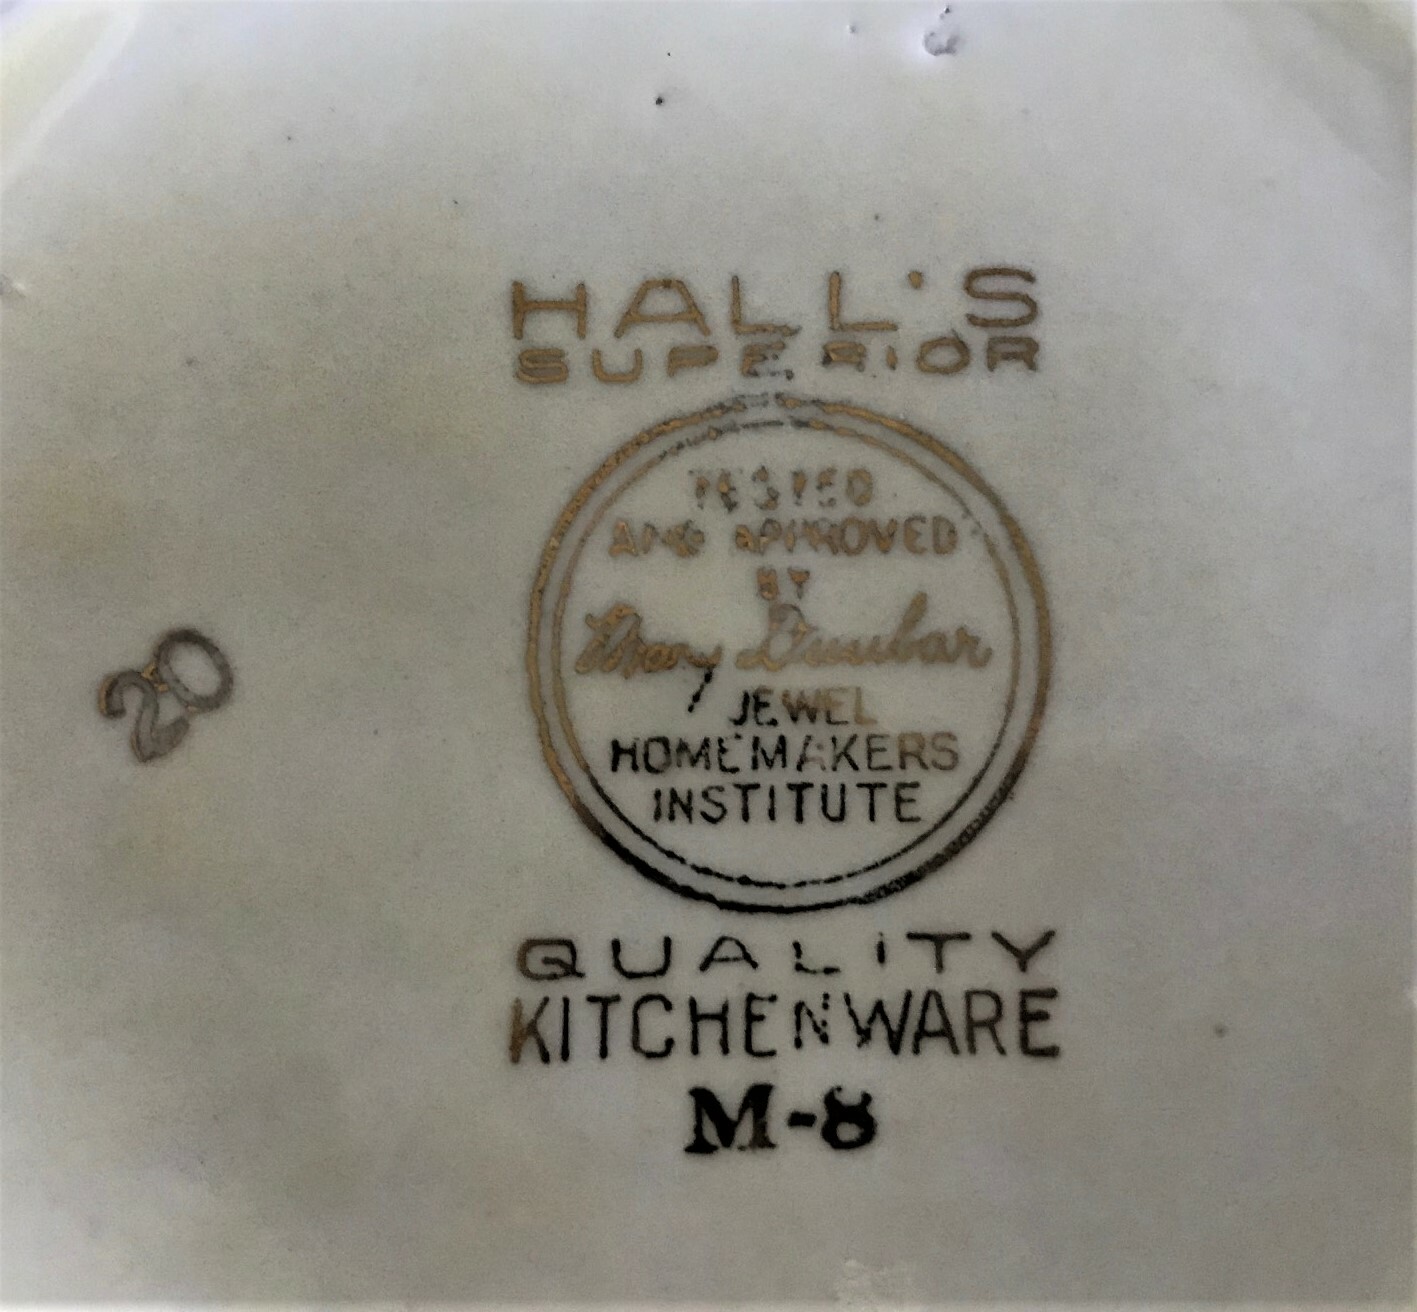 HALL'S
SUPERIOR
TESTED
AND APPROVED
BY
Mary Dunbar
JEWEL
HOMEMAKERS
INSTITUTE
QUALITY
KITCHENWARE
M-8
20